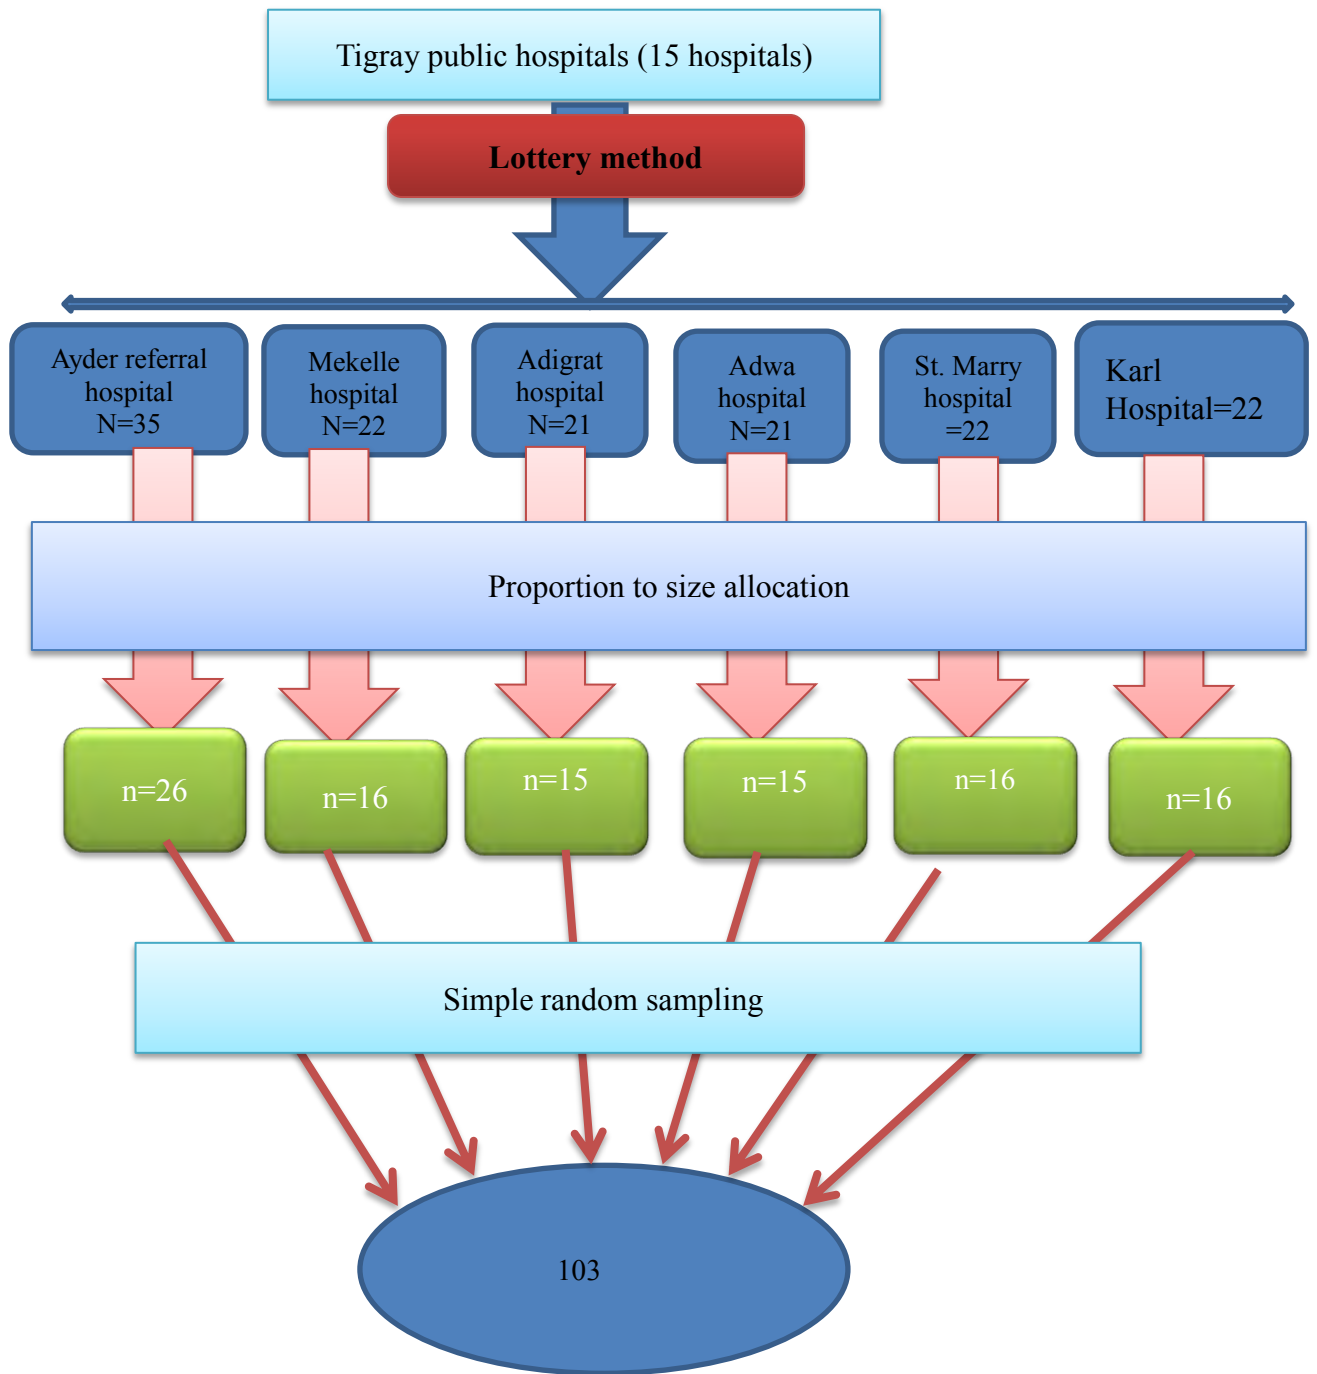 Tigray public hospitals (15 hospitals)
Lottery method
Ayder referral
hospital
N=35
Mekelle
hospital
N=22
Adigrat
hospital
N=21
Adwa
hospital
N=21
St. Marry
hospital
=22
Karl
Hospital=22
Proportion to size allocation
n=26
n=16
n=15
n=15
n=16
n=16
Simple random sampling
103